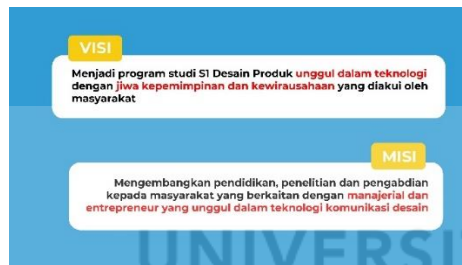 VISI
Menjadi program studi S1 Desain Produk unggul dalam teknologi
dengan jiwa kepemimpinan dan kewirausahaan yang diakui oleh
masyarakat
MISI
Mengembangkan pendidikan, penelitian dan pengabdian
kepada masyarakat yang berkaitan dengan manajerial dan
entrepreneur yang unggul dalam teknologi komunikasi desain
UNIVERSIT